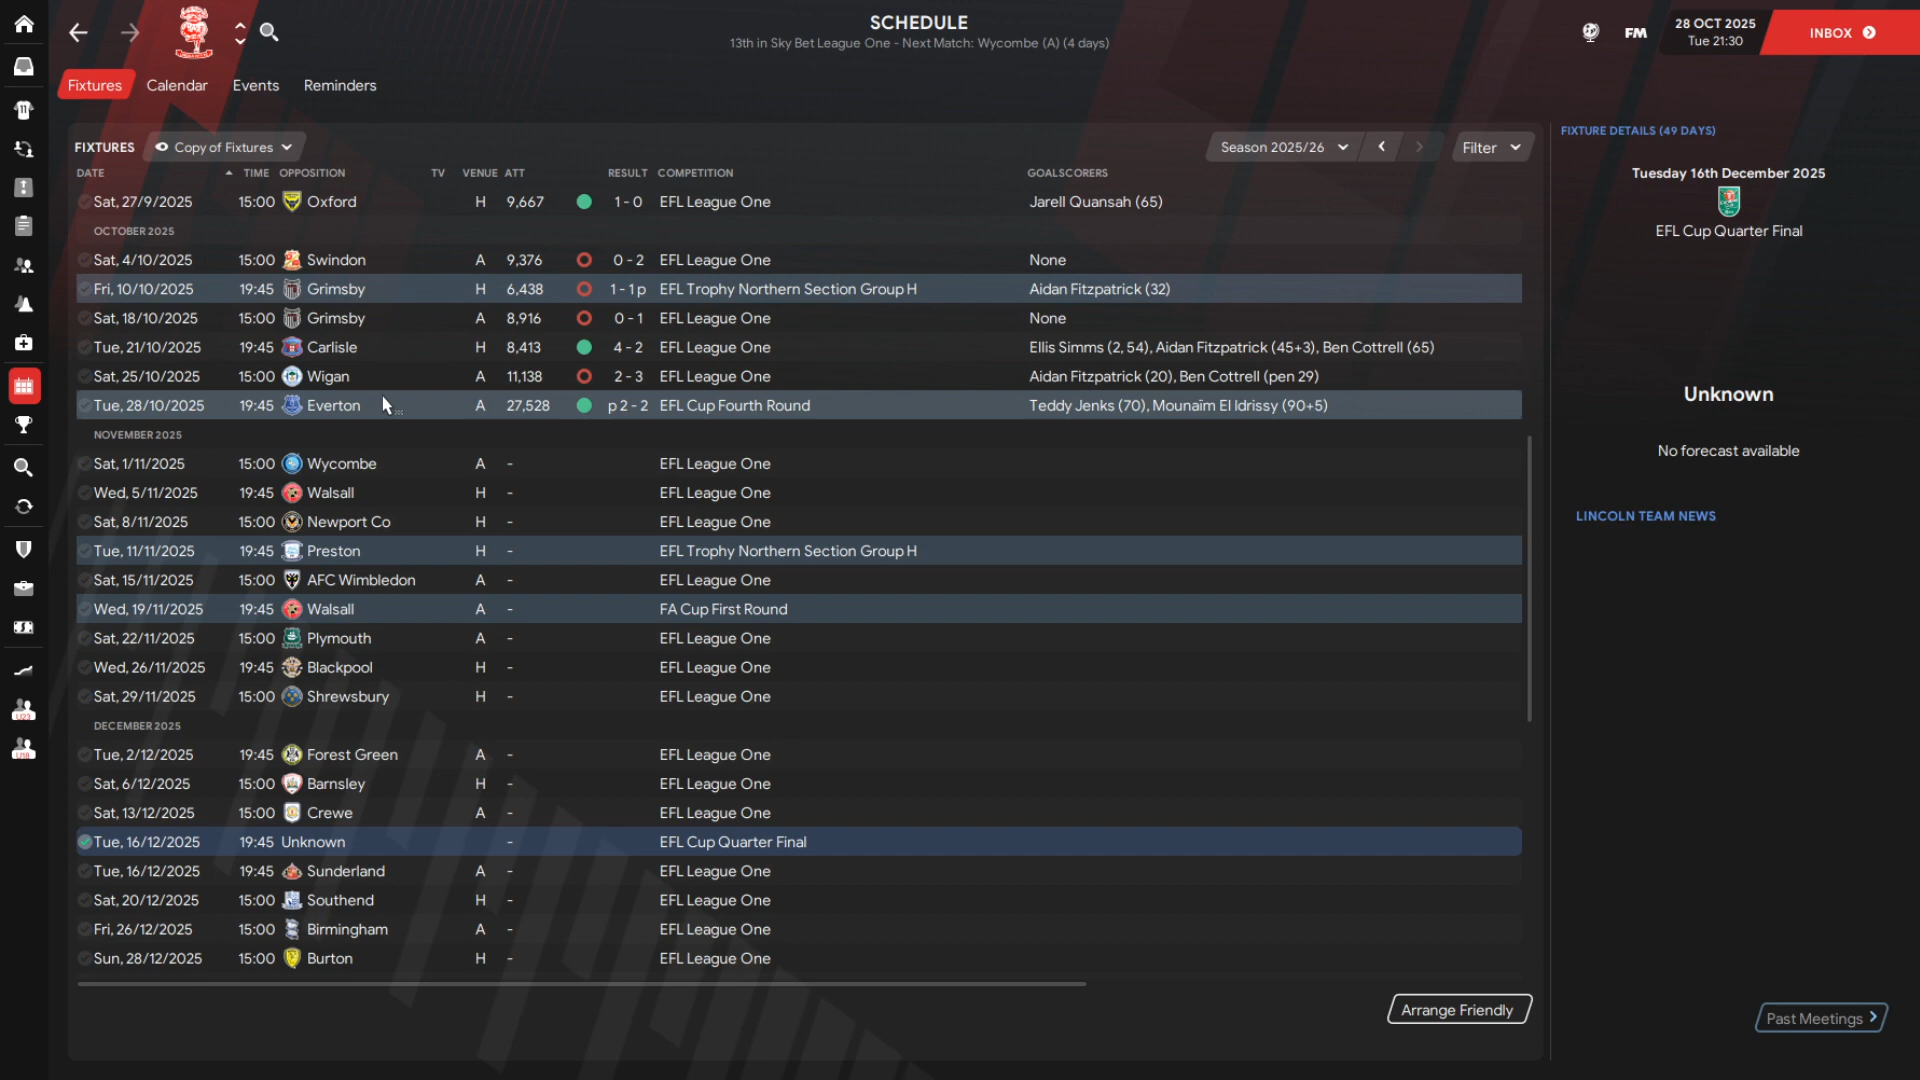 SCHEDULE
13th in Sky Bet League One - Next Match: Wycombe (A) (4 days)
FM
28 OCT 2025
Tue 21:30
INBOX
Fixtures Calendar Events Reminders
FIXTURES Copy of Fixtures Season 2025/26 Filter
DATE TIME OPPOSITION TV VENUE ATT RESULT COMPETITION GOALSCORERS
Sat, 27/9/2025 15:00 Oxford H 9,667 1 - 0 EFL League One Jarell Quansah (65)
OCTOBER 2025
Sat, 4/10/2025 15:00 Swindon A 9,376 0 - 2 EFL League One None
Fri, 10/10/2025 19:45 Grimsby H 6,438 1 - 1 p EFL Trophy Northern Section Group H Aidan Fitzpatrick (32)
Sat, 18/10/2025 15:00 Grimsby A 8,916 0 - 1 EFL League One None
Tue, 21/10/2025 19:45 Carlisle H 8,413 4 - 2 EFL League One Ellis Simms (2, 54), Aidan Fitzpatrick (45+3), Ben Cottrell (65)
Sat, 25/10/2025 15:00 Wigan A 11,138 2 - 3 EFL League One Aidan Fitzpatrick (20), Ben Cottrell (pen 29)
Tue, 28/10/2025 19:45 Everton A 27,528 p 2 - 2 EFL Cup Fourth Round Teddy Jenks (70), Mounaïm El Idrissy (90+5)
NOVEMBER 2025
Sat, 1/11/2025 15:00 Wycombe A - EFL League One
Wed, 5/11/2025 19:45 Walsall H - EFL League One
Sat, 8/11/2025 15:00 Newport Co H - EFL League One
Tue, 11/11/2025 19:45 Preston H - EFL Trophy Northern Section Group H
Sat, 15/11/2025 15:00 AFC Wimbledon A - EFL League One
Wed, 19/11/2025 19:45 Walsall A - FA Cup First Round
Sat, 22/11/2025 15:00 Plymouth A - EFL League One
Wed, 26/11/2025 19:45 Blackpool H - EFL League One
Sat, 29/11/2025 15:00 Shrewsbury H - EFL League One
DECEMBER 2025
Tue, 2/12/2025 19:45 Forest Green A - EFL League One
Sat, 6/12/2025 15:00 Barnsley H - EFL League One
Sat, 13/12/2025 15:00 Crewe A - EFL League One
Tue, 16/12/2025 19:45 Unknown - EFL Cup Quarter Final
Tue, 16/12/2025 19:45 Sunderland A - EFL League One
Sat, 20/12/2025 15:00 Southend H - EFL League One
Fri, 26/12/2025 15:00 Birmingham A - EFL League One
Sun, 28/12/2025 15:00 Burton H - EFL League One
Arrange Friendly
FIXTURE DETAILS (49 DAYS)
Tuesday 16th December 2025
EFL Cup Quarter Final
Unknown
No forecast available
LINCOLN TEAM NEWS
Past Meetings
11
U23
U18